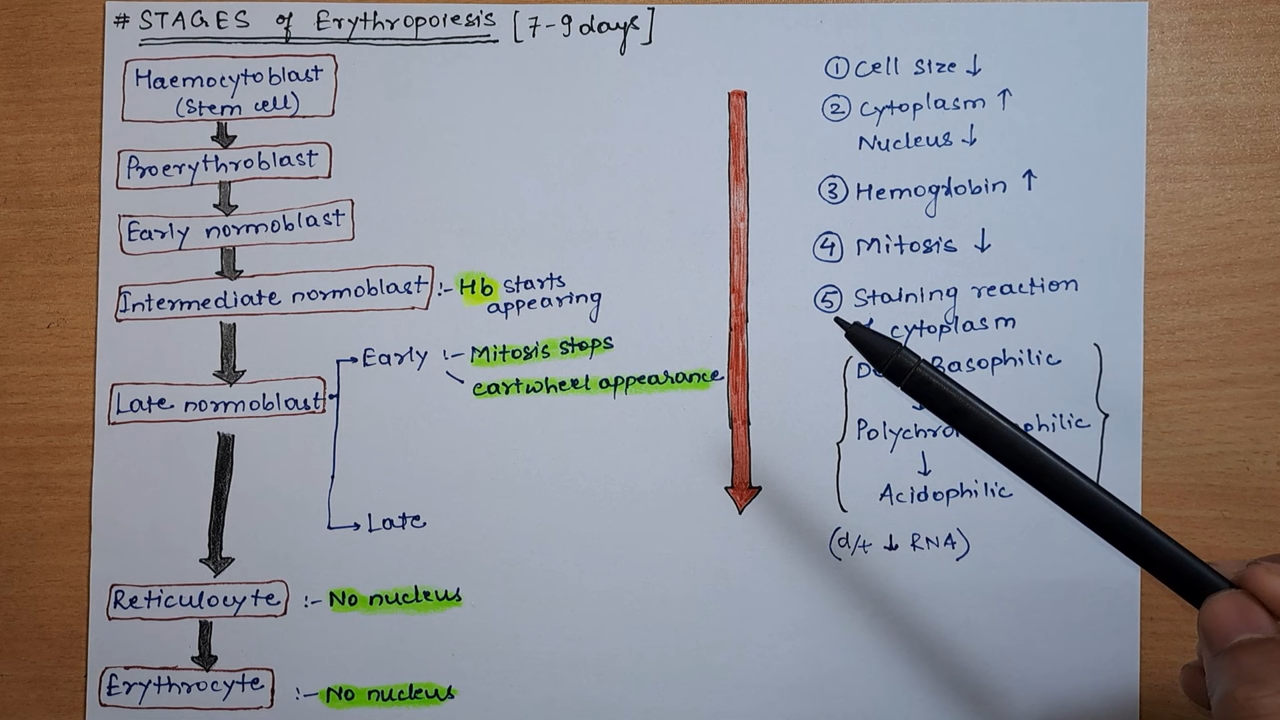 # STAGES of Erythropoiesis [7-9 days]
Haemocytoblast
(Stem cell)
Proerythroblast
Early normoblast
Intermediate normoblast :- Hb starts
appearing
Late normoblast
Early :- Mitosis stops
cartwheel appearance
Late
Reticulocyte :- No nucleus
Erythrocyte :- No nucleus
① Cell size ↓
② Cytoplasm ↑
Nucleus ↓
③ Hemoglobin ↑
④ Mitosis ↓
⑤ Staining reaction
cytoplasm
Basophilic
↓
Acidophilic
(d/t ↓ RNA)